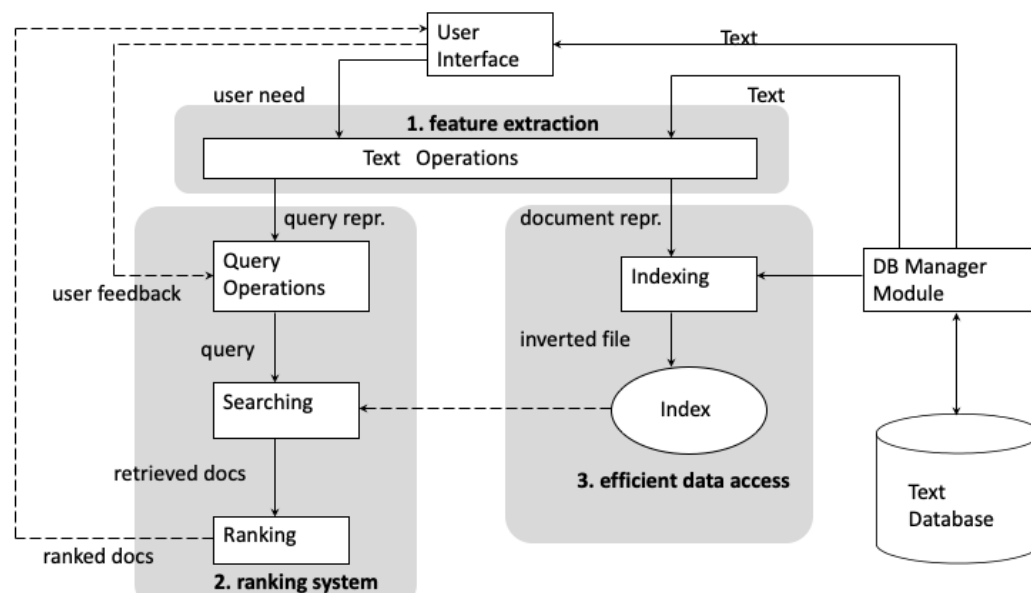 User
Interface
Text
user need
Text
1. feature extraction
Text Operations
query repr.
document repr.
Query
Operations
Indexing
DB Manager
Module
user feedback
query
inverted file
Searching
Index
retrieved docs
3. efficient data access
Text
Database
Ranking
ranked docs
2. ranking system